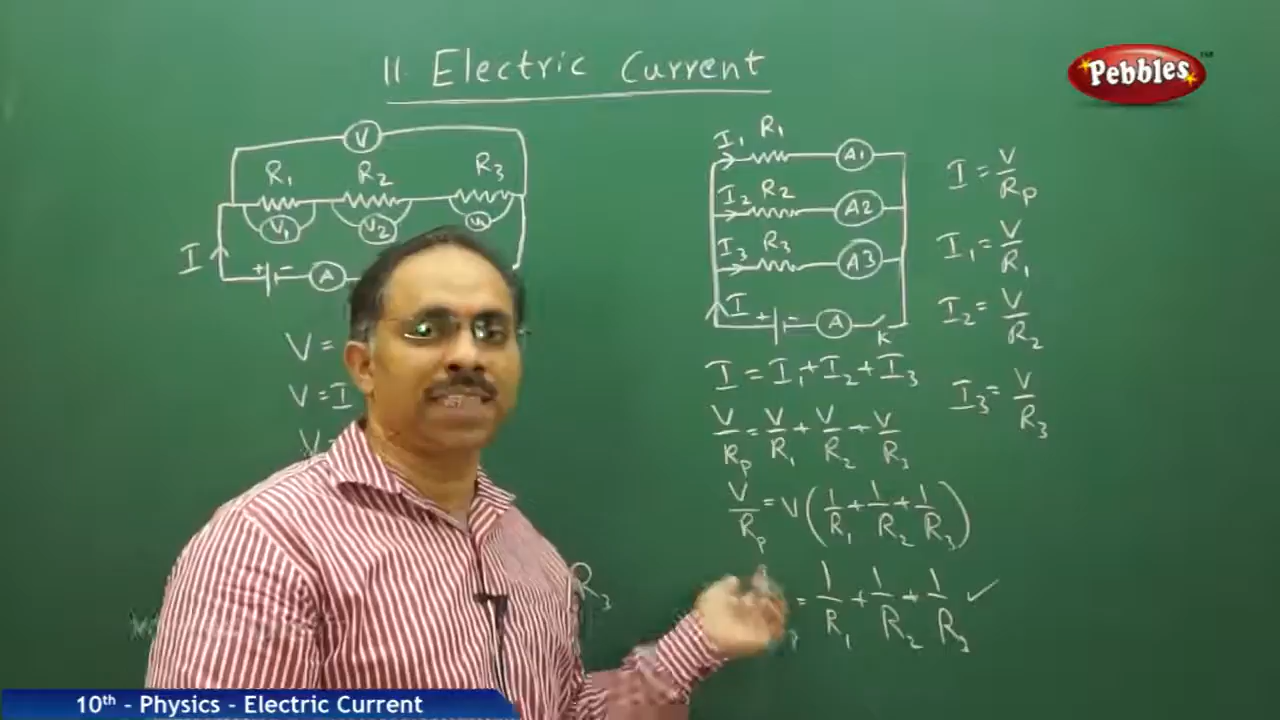 11. Electric Current
Pebbles™
V
R1 R2 R3
V1 V2
I
+ - A
V =
V = I
V
R3
I1 R1 A1
I2 R2 A2
I3 R3 A3
I + - A K
I = I1 + I2 + I3
V/Rp = V/R1 + V/R2 + V/R3
V/Rp = V(1/R1 + 1/R2 + 1/R3)
= 1/R1 + 1/R2 + 1/R3 ✓
I = V/Rp
I1 = V/R1
I2 = V/R2
I3 = V/R3
10th - Physics - Electric Current